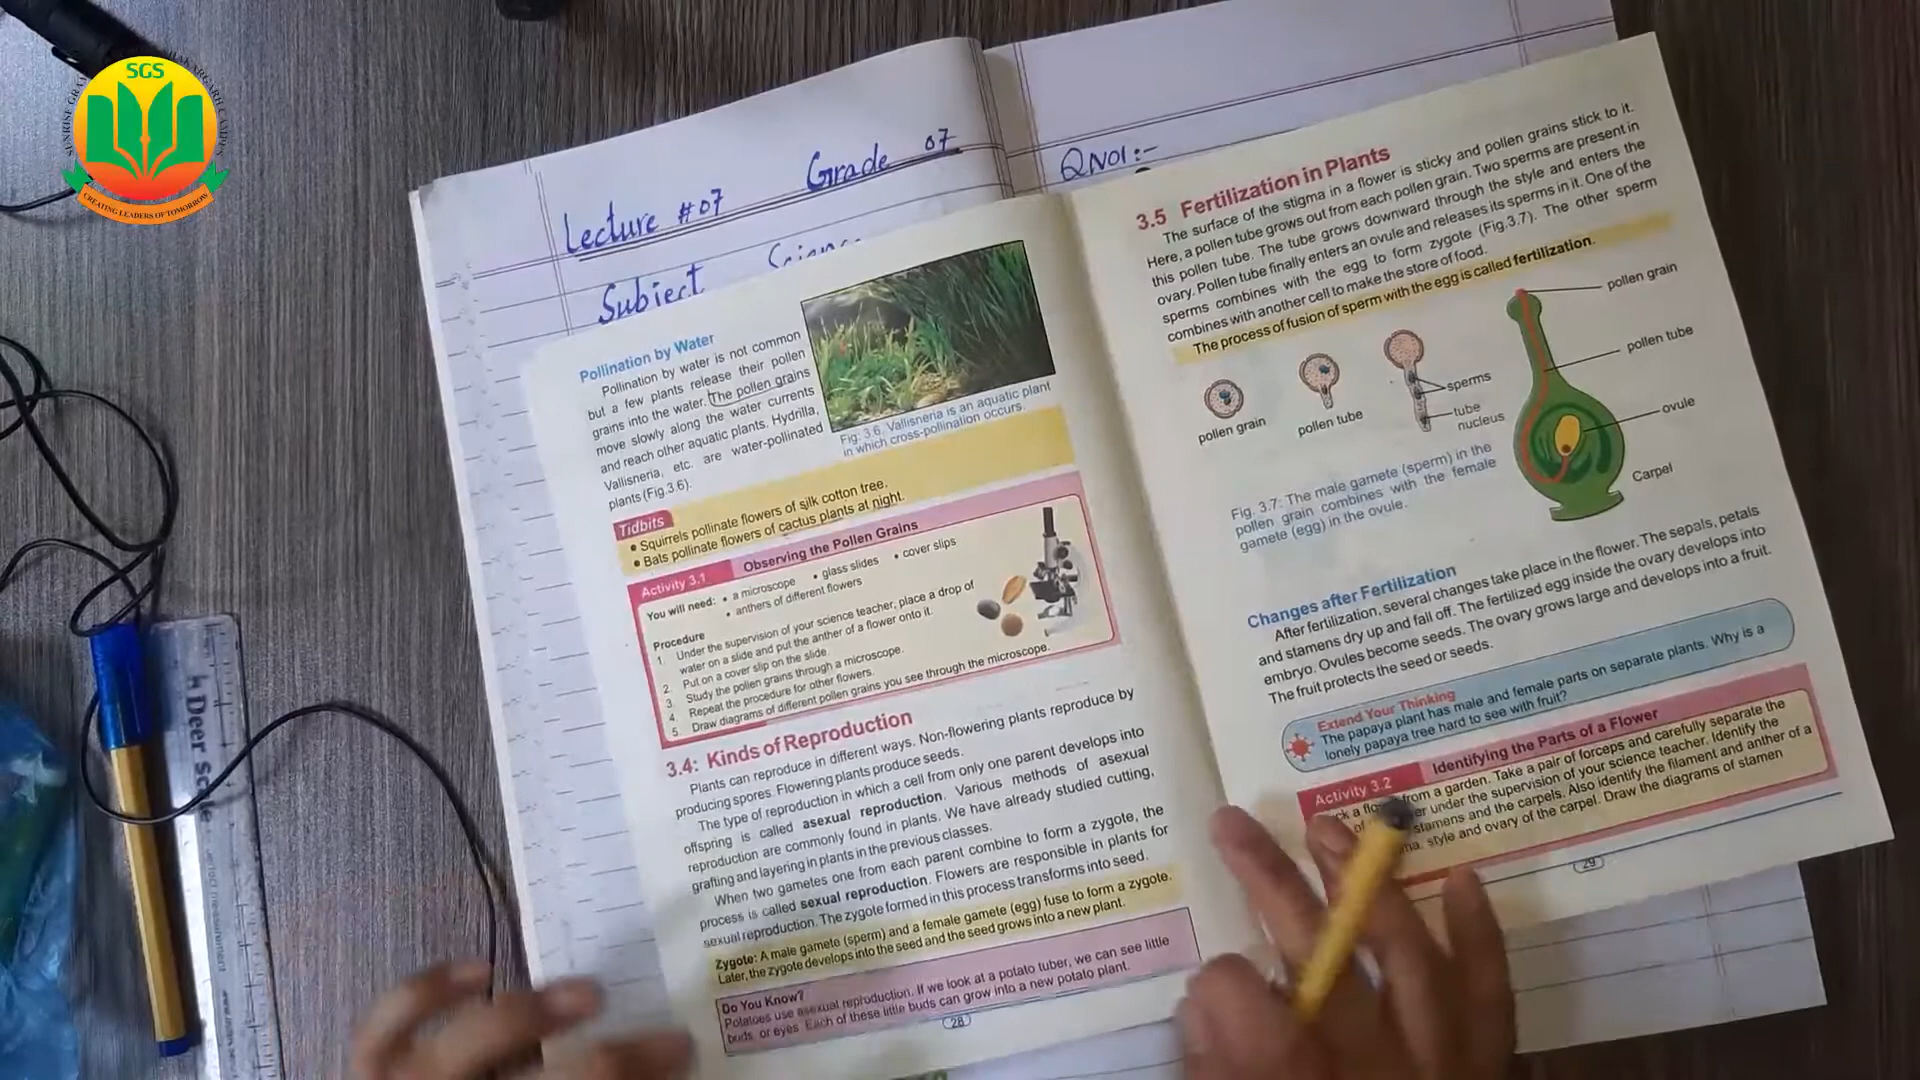 SGS
CREATING LEADERS OF TOMORROW
Lecture #07 Grade 07
Subject
QNo1:-
Pollination by Water
Pollination by water is not common
but a few plants release their pollen
grains into the water. The pollen grains
move slowly along the water currents
and reach other aquatic plants. Hydrilla,
Vallisneria, etc. are water-pollinated
plants (Fig.3.6).
Fig: 3.6. Vallisneria is an aquatic plant
in which cross-pollination occurs.
Tidbits
• Squirrels pollinate flowers of silk cotton tree.
• Bats pollinate flowers of cactus plants at night.
Activity 3.1 Observing the Pollen Grains
You will need: • a microscope • glass slides • cover slips
• anthers of different flowers
Procedure
1. Under the supervision of your science teacher, place a drop of
water on a slide and put the anther of a flower onto it.
2. Put on a cover slip on the slide.
3. Study the pollen grains through a microscope.
4. Repeat the procedure for other flowers.
5. Draw diagrams of different pollen grains you see through the microscope.
3.4: Kinds of Reproduction
Plants can reproduce in different ways. Non-flowering plants reproduce by
producing spores. Flowering plants produce seeds.
The type of reproduction in which a cell from only one parent develops into
offspring is called asexual reproduction. Various methods of asexual
reproduction are commonly found in plants. We have already studied cutting,
grafting and layering in plants in the previous classes.
When two gametes one from each parent combine to form a zygote, the
process is called sexual reproduction. Flowers are responsible in plants for
sexual reproduction. The zygote formed in this process transforms into seed.
Zygote: A male gamete (sperm) and a female gamete (egg) fuse to form a zygote.
Later, the zygote develops into the seed and the seed grows into a new plant.
Do You Know?
Potatoes use asexual reproduction. If we look at a potato tuber, we can see little
buds or eyes. Each of these little buds can grow into a new potato plant.
28
3.5 Fertilization in Plants
The surface of the stigma in a flower is sticky and pollen grains stick to it.
Here, a pollen tube grows out from each pollen grain. Two sperms are present in
this pollen tube. The tube grows downward through the style and enters the
ovary. Pollen tube finally enters an ovule and releases its sperms in it. One of the
sperms combines with the egg to form zygote (Fig.3.7). The other sperm
combines with another cell to make the store of food.
The process of fusion of sperm with the egg is called fertilization.
pollen grain
pollen tube
sperms
tube
nucleus
pollen grain
pollen tube
ovule
Carpel
Fig. 3.7: The male gamete (sperm) in the
pollen grain combines with the female
gamete (egg) in the ovule.
Changes after Fertilization
After fertilization, several changes take place in the flower. The sepals, petals
and stamens dry up and fall off. The fertilized egg inside the ovary develops into
embryo. Ovules become seeds. The ovary grows large and develops into a fruit.
The fruit protects the seed or seeds.
Extend Your Thinking
The papaya plant has male and female parts on separate plants. Why is a
lonely papaya tree hard to see with fruit?
Activity 3.2 Identifying the Parts of a Flower
from a garden. Take a pair of forceps and carefully separate the
of under the supervision of your science teacher. Identify the
stamens and the carpels. Also identify the filament and anther of a
style and ovary of the carpel. Draw the diagrams of stamen
29
Deer